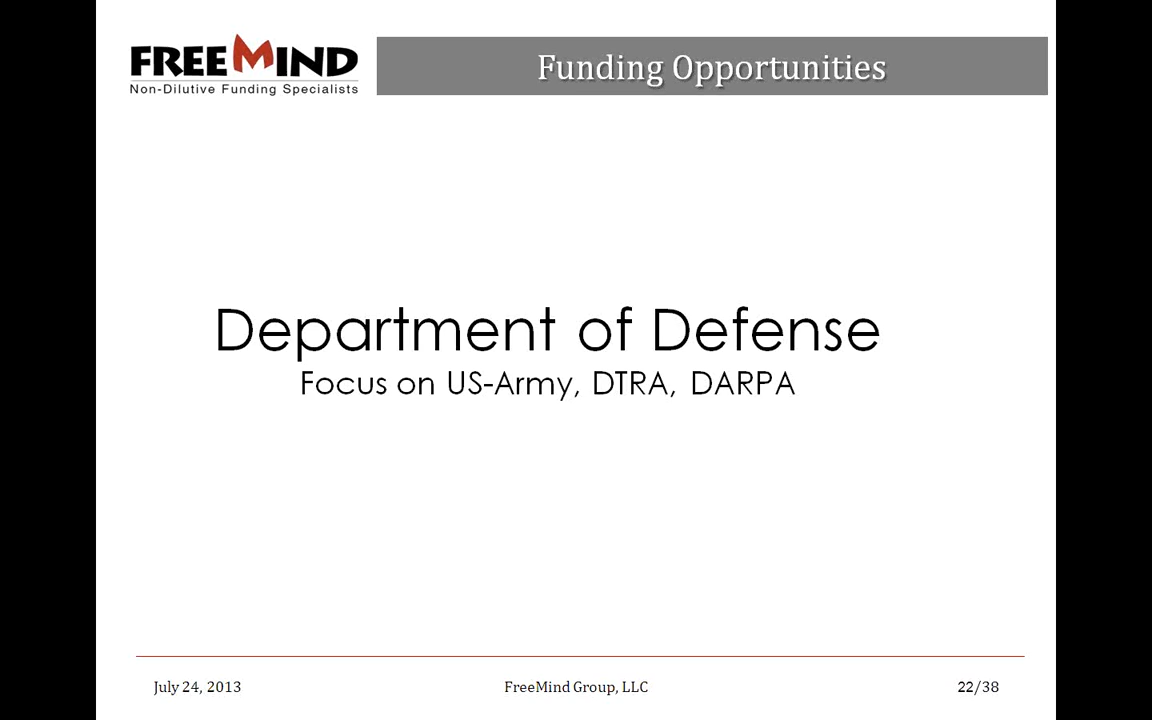 FREEMIND
Non-Dilutive Funding Specialists
Funding Opportunities
Department of Defense
Focus on US-Army, DTRA, DARPA
July 24, 2013
FreeMind Group, LLC
22/38